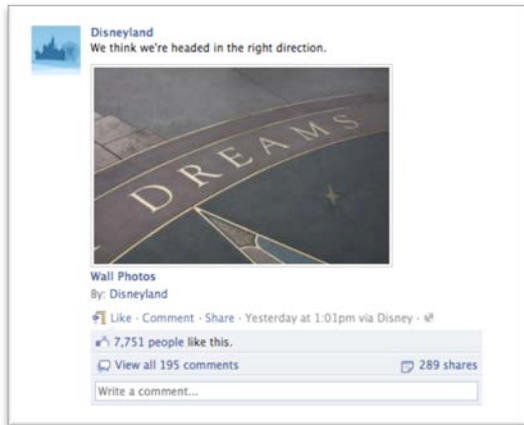 Disneyland
We think we're headed in the right direction.
DREAMS
Wall Photos
By: Disneyland
Like · Comment · Share · Yesterday at 1:01pm via Disney ·
7,751 people like this.
View all 195 comments 289 shares
Write a comment...